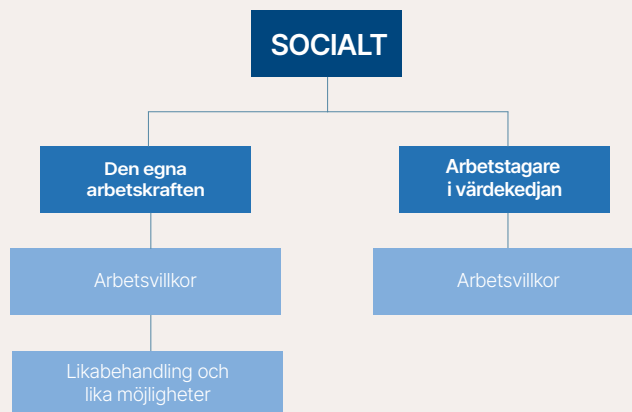 SOCIALT
Den egna
arbetskraften
Arbetstagare
i värdekedjan
Arbetsvillkor
Arbetsvillkor
Likabehandling och
lika möjligheter